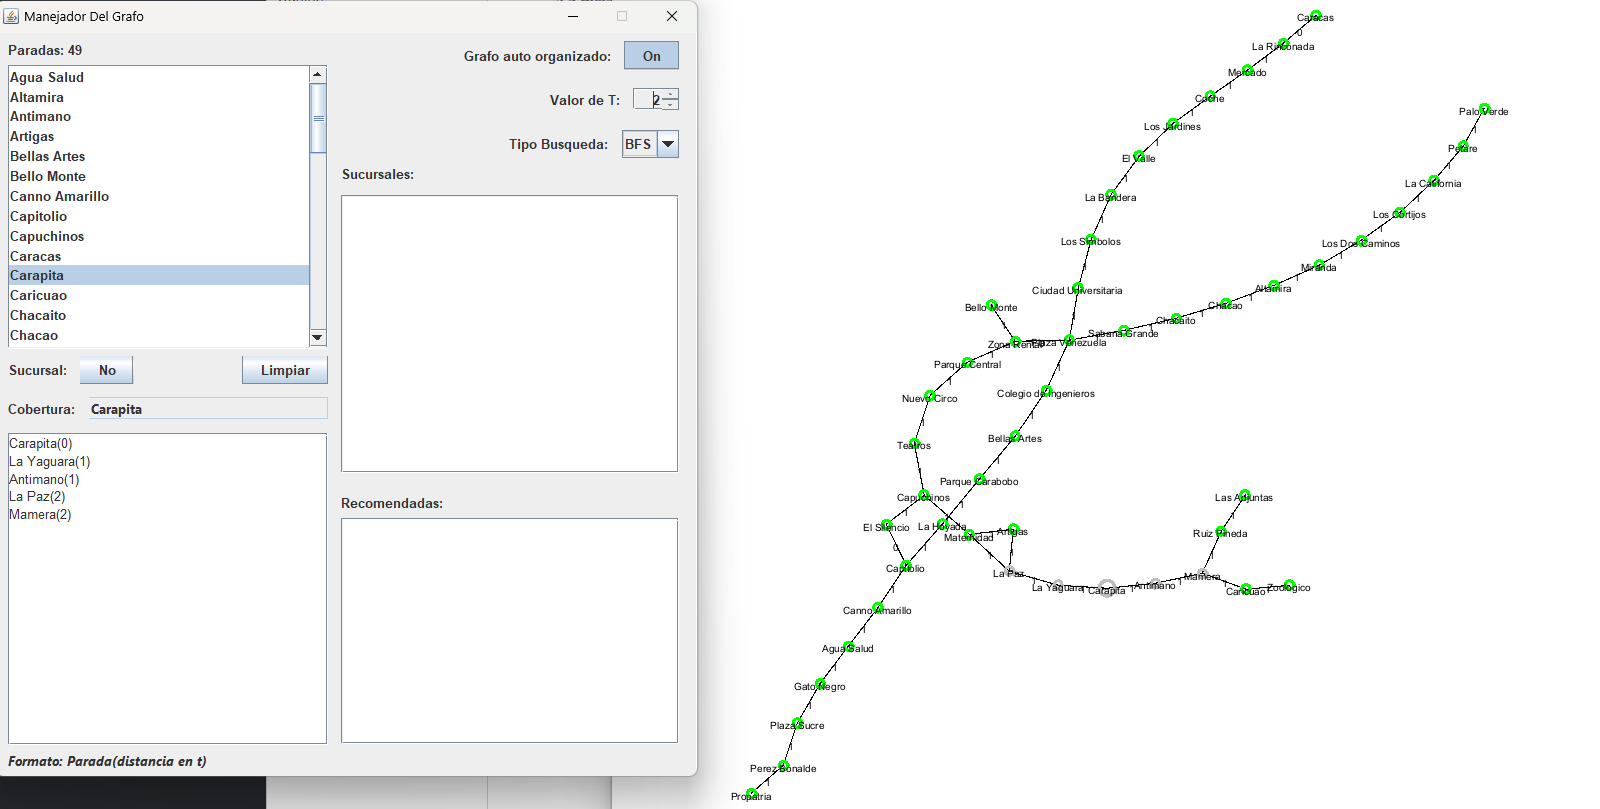 Manejador Del Grafo
Paradas: 49
Agua Salud
Altamira
Antimano
Artigas
Bellas Artes
Bello Monte
Canno Amarillo
Capitolio
Capuchinos
Caracas
Carapita
Caricuao
Chacaito
Chacao
Sucursal:
No
Limpiar
Cobertura:
Carapita
Carapita(0)
La Yaguara(1)
Antimano(1)
La Paz(2)
Mamera(2)
Formato: Parada(distancia en t)
Grafo auto organizado:
On
Valor de T:
2
Tipo Busqueda:
BFS
Sucursales:
Recomendadas:
Caracas
0
La Rinconada
Mercado
Coche
Los Jardines
El Valle
La Bandera
Los Simbolos
Ciudad Universitaria
Palo Verde
Petare
La California
Los Cortijos
Los Dos Caminos
Miranda
Altamira
Chacao
Chacaito
Sabana Grande
Plaza Venezuela
Bello Monte
Zona Rental
Parque Central
Nuevo Circo
Teatros
Colegio de Ingenieros
Bellas Artes
Parque Carabobo
Capuchinos
El Silencio
0
La Hoyada
Maternidad
Artigas
Capitolio
La Paz
La Yaguara
Carapita
Antimano
Mamera
Las Adjuntas
Ruiz Pineda
Caricuao
Zoologico
Canno Amarillo
Agua Salud
Gato Negro
Plaza Sucre
Perez Bonalde
Propatria